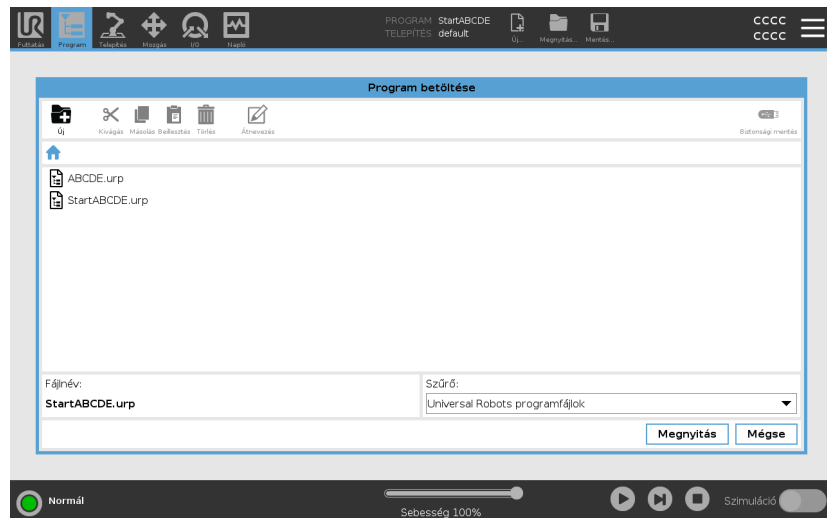 PROGRAM StartABCDE
TELEPÍTÉS default
CCCC
CCCC
Futtatás Program Telepítés Mozgás I/O Napló
Új... Megnyitás... Mentés...
Program betöltése
Új Kivágás Másolás Beillesztés Törlés Átnevezés Biztonsági mentés
ABCDE.urp
StartABCDE.urp
Fájlnév:
StartABCDE.urp
Szűrő:
Universal Robots programfájlok
Megnyitás Mégse
Normál
Sebesség 100%
Szimuláció